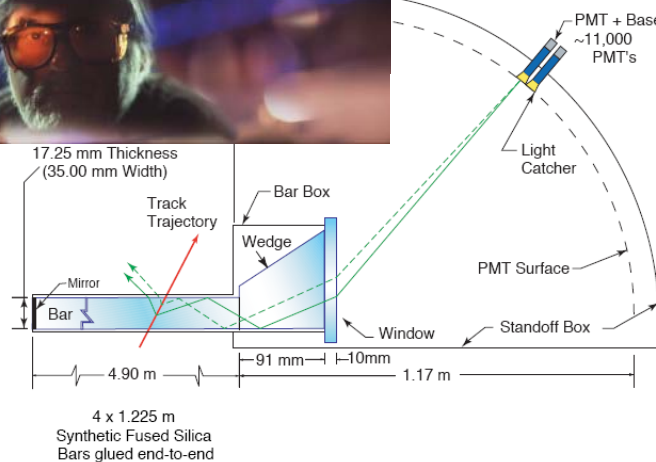 PMT + Base
~11,000
PMT's
Light
Catcher
17.25 mm Thickness
(35.00 mm Width)
Bar Box
Track
Trajectory
Wedge
PMT Surface
Mirror
Bar
Window
Standoff Box
91 mm
10mm
4.90 m
1.17 m
4 x 1.225 m
Synthetic Fused Silica
Bars glued end-to-end